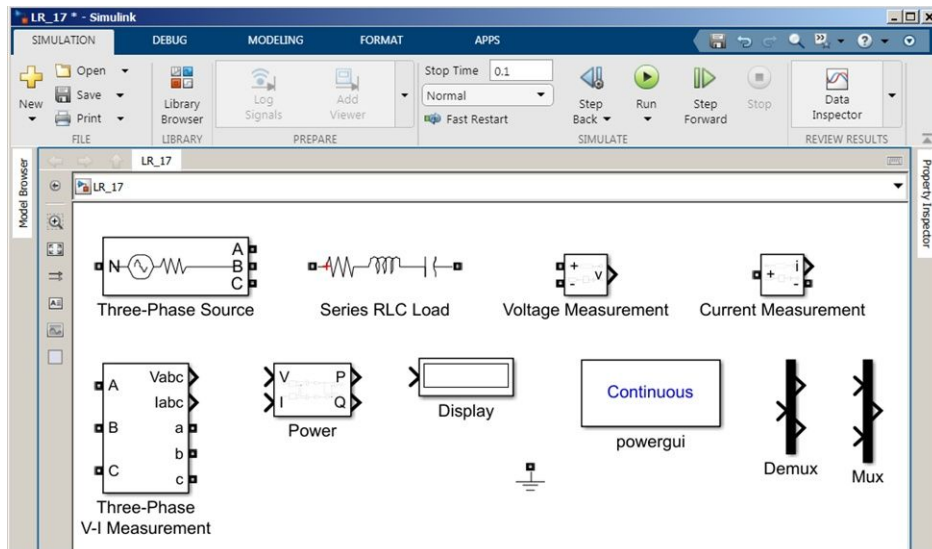 LR_17 * - Simulink
SIMULATION DEBUG MODELING FORMAT APPS
New
Open
Save
Print
FILE
Library
Browser
LIBRARY
Log
Signals
Add
Viewer
PREPARE
Stop Time 0.1
Normal
Fast Restart
Step
Back
Run
Step
Forward
Stop
SIMULATE
Data
Inspector
REVIEW RESULTS
Model Browser
Property Inspector
LR_17
LR_17
N A
B
C
Three-Phase Source
Series RLC Load
+ v
-
Voltage Measurement
i
+
-
Current Measurement
A Vabc
Iabc
B a
b
C c
Three-Phase
V-I Measurement
V P
I Q
Power
Display
Continuous
powergui
Demux
Mux